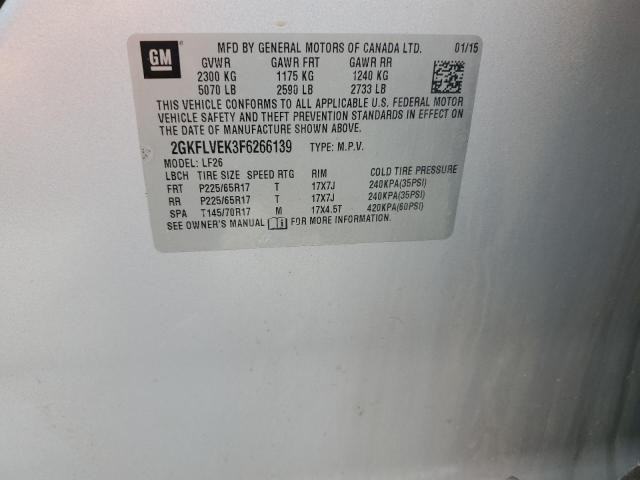 GM
MFD BY GENERAL MOTORS OF CANADA LTD. 01/15
GVWR GAWR FRT GAWR RR
2300 KG 1175 KG 1240 KG
5070 LB 2590 LB 2733 LB
THIS VEHICLE CONFORMS TO ALL APPLICABLE U.S. FEDERAL MOTOR
VEHICLE SAFETY AND THEFT PREVENTION STANDARDS IN EFFECT ON
THE DATE OF MANUFACTURE SHOWN ABOVE.
2GKFLVEK3F6266139 TYPE: M.P.V.
MODEL: LF26
LBCH TIRE SIZE SPEED RTG RIM COLD TIRE PRESSURE
FRT P225/65R17 T 17X7J 240KPA(35PSI)
RR P225/65R17 T 17X7J 240KPA(35PSI)
SPA T145/70R17 M 17X4.5T 420KPA(60PSI)
SEE OWNER'S MANUAL i FOR MORE INFORMATION.